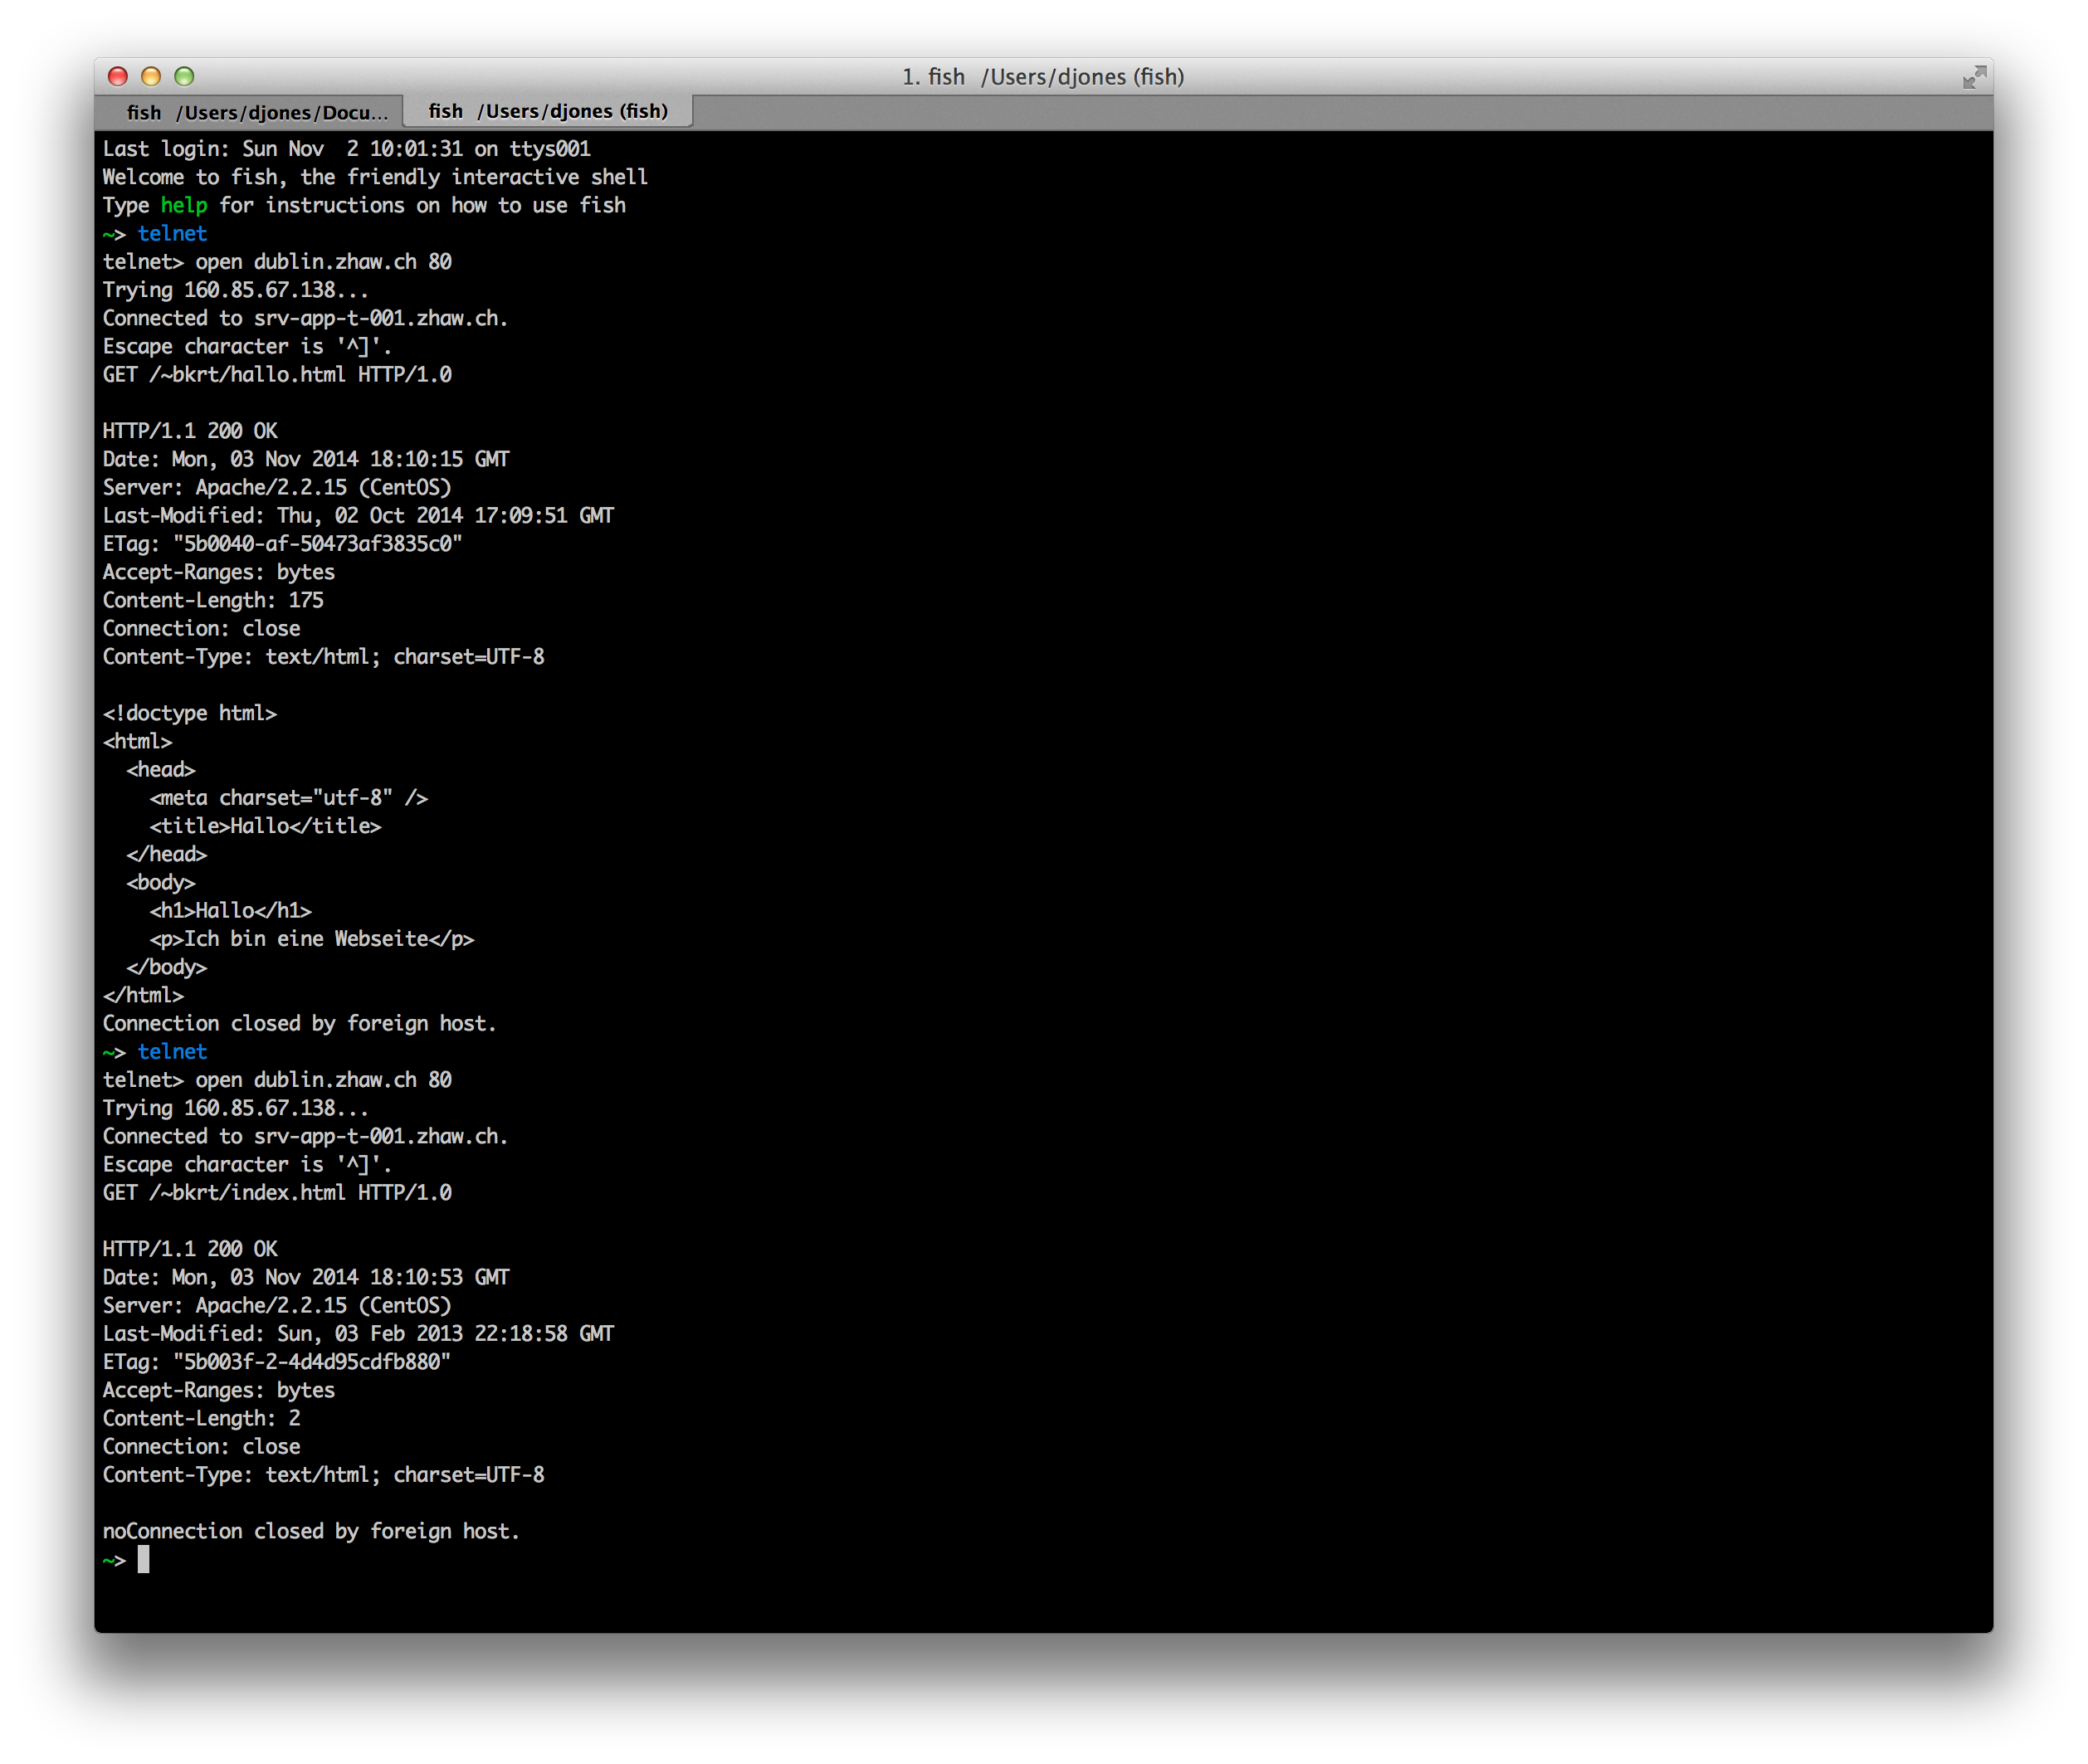 1. fish  /Users/djones (fish)
fish  /Users/djones/Docu...  fish  /Users/djones (fish)
Last login: Sun Nov  2 10:01:31 on ttys001
Welcome to fish, the friendly interactive shell
Type help for instructions on how to use fish
~> telnet
telnet> open dublin.zhaw.ch 80
Trying 160.85.67.138...
Connected to srv-app-t-001.zhaw.ch.
Escape character is '^]'.
GET /~bkrt/hallo.html HTTP/1.0

HTTP/1.1 200 OK
Date: Mon, 03 Nov 2014 18:10:15 GMT
Server: Apache/2.2.15 (CentOS)
Last-Modified: Thu, 02 Oct 2014 17:09:51 GMT
ETag: "5b0040-af-50473af3835c0"
Accept-Ranges: bytes
Content-Length: 175
Connection: close
Content-Type: text/html; charset=UTF-8

<!doctype html>
<html>
  <head>
    <meta charset="utf-8" />
    <title>Hallo</title>
  </head>
  <body>
    <h1>Hallo</h1>
    <p>Ich bin eine Webseite</p>
  </body>
</html>
Connection closed by foreign host.
~> telnet
telnet> open dublin.zhaw.ch 80
Trying 160.85.67.138...
Connected to srv-app-t-001.zhaw.ch.
Escape character is '^]'.
GET /~bkrt/index.html HTTP/1.0

HTTP/1.1 200 OK
Date: Mon, 03 Nov 2014 18:10:53 GMT
Server: Apache/2.2.15 (CentOS)
Last-Modified: Sun, 03 Feb 2013 22:18:58 GMT
ETag: "5b003f-2-4d4d95cdfb880"
Accept-Ranges: bytes
Content-Length: 2
Connection: close
Content-Type: text/html; charset=UTF-8

noConnection closed by foreign host.
~>